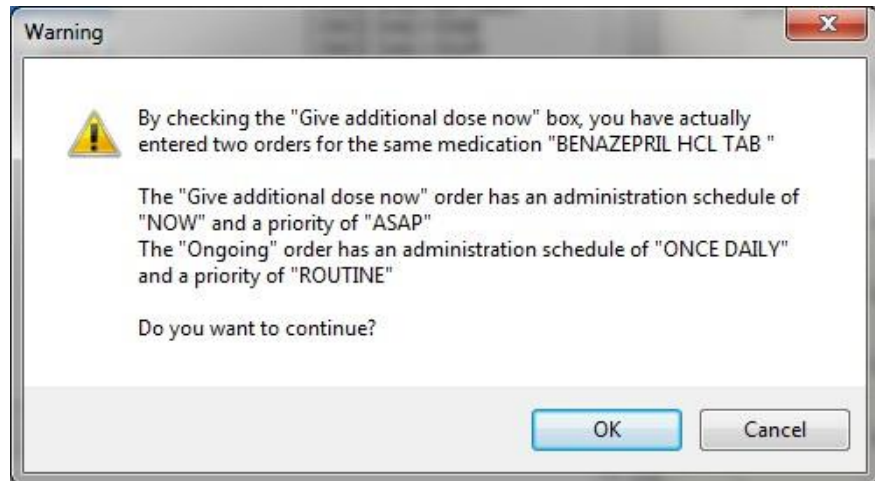 Warning
By checking the "Give additional dose now" box, you have actually
entered two orders for the same medication "BENAZEPRIL HCL TAB "
The "Give additional dose now" order has an administration schedule of
"NOW" and a priority of "ASAP"
The "Ongoing" order has an administration schedule of "ONCE DAILY"
and a priority of "ROUTINE"
Do you want to continue?
OK
Cancel